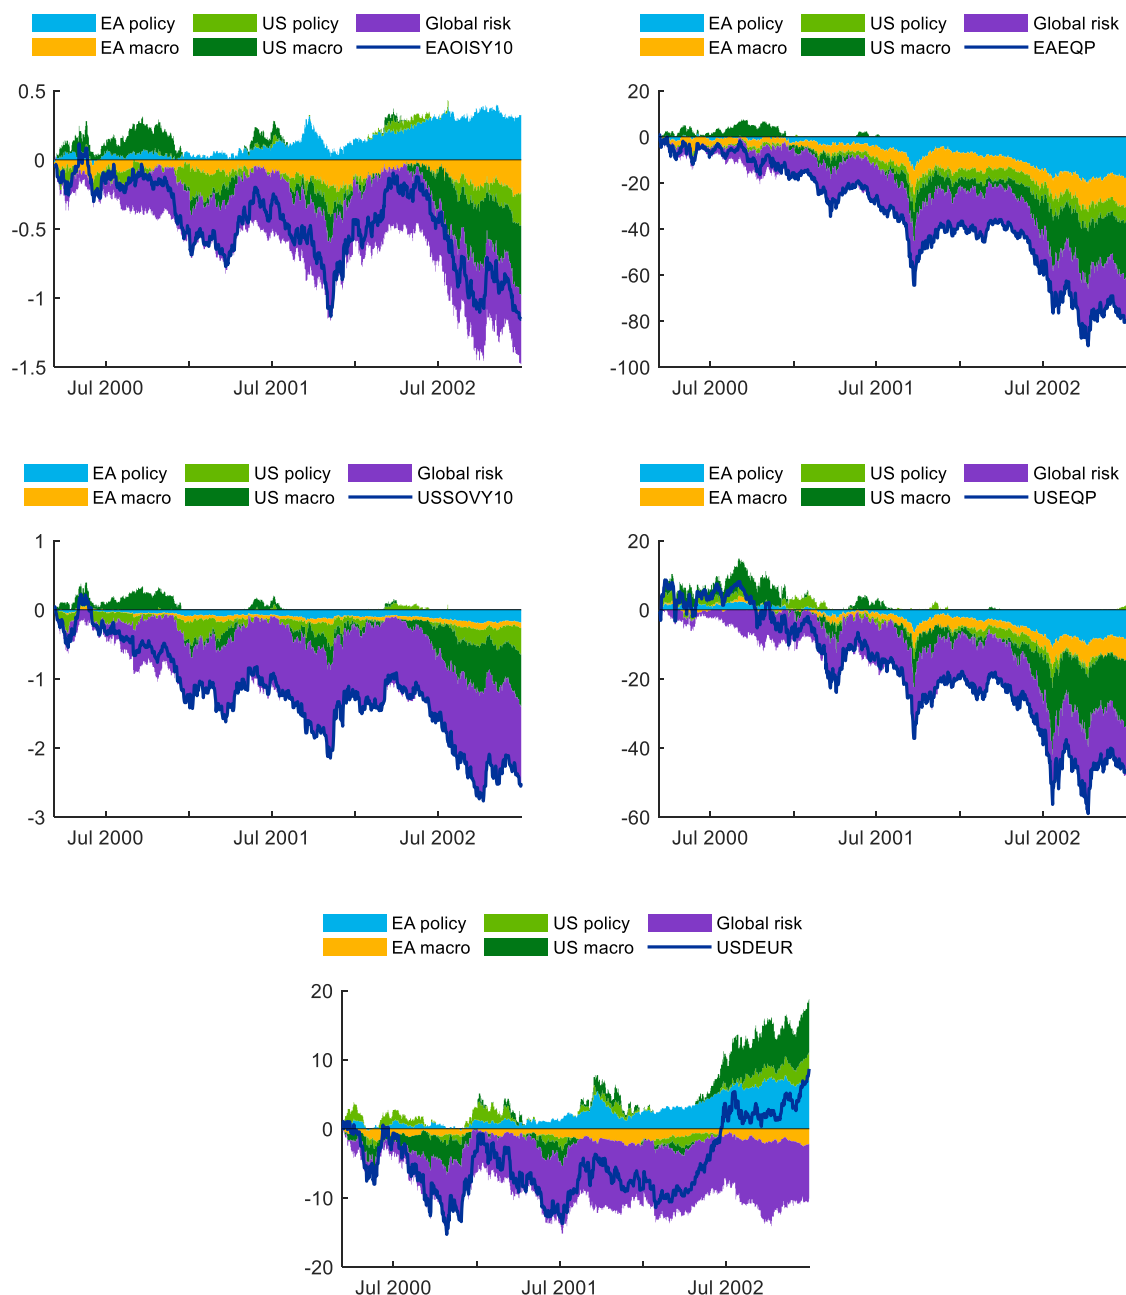 EA policy US policy Global risk
EA macro US macro EAOISY10
0.5
0
-0.5
-1
-1.5
Jul 2000 Jul 2001 Jul 2002
EA policy US policy Global risk
EA macro US macro EAEQP
20
0
-20
-40
-60
-80
-100
Jul 2000 Jul 2001 Jul 2002
EA policy US policy Global risk
EA macro US macro USSOVY10
1
0
-1
-2
-3
Jul 2000 Jul 2001 Jul 2002
EA policy US policy Global risk
EA macro US macro USEQP
20
0
-20
-40
-60
Jul 2000 Jul 2001 Jul 2002
EA policy US policy Global risk
EA macro US macro USDEUR
20
10
0
-10
-20
Jul 2000 Jul 2001 Jul 2002